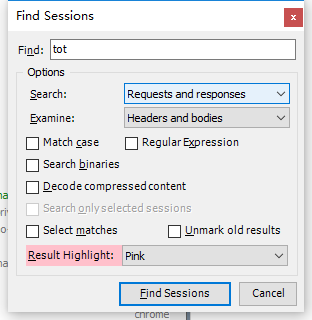 Find Sessions
x
Find: tot
Options
Search: Requests and responses
Examine: Headers and bodies
Match case Regular Expression
Search binaries
Decode compressed content
Search only selected sessions
Select matches Unmark old results
Result Highlight: Pink
Find Sessions Cancel
chrome